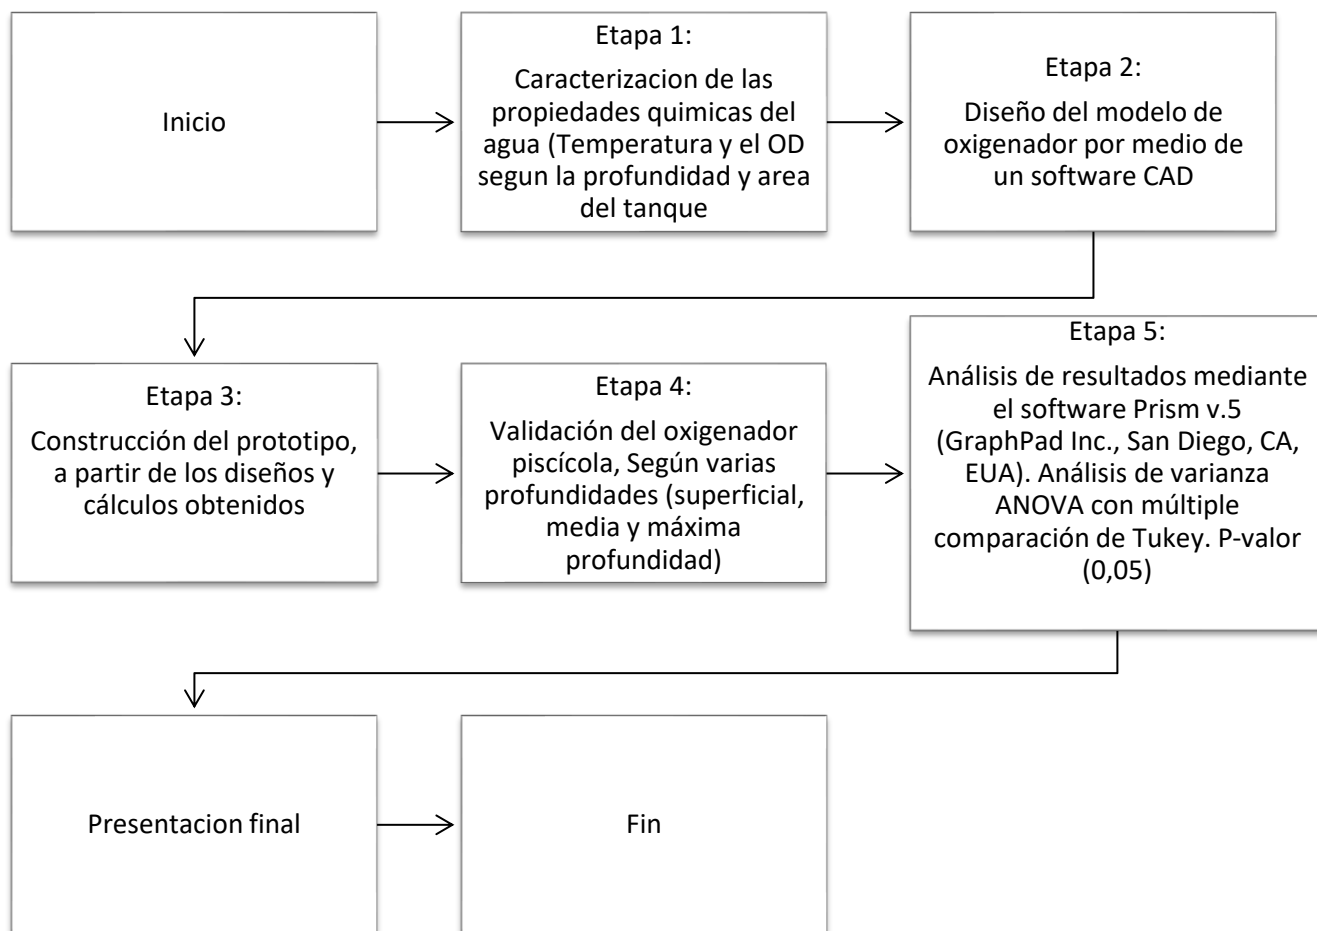 Inicio
Etapa 1:
Caracterizacion de las
propiedades quimicas del
agua (Temperatura y el OD
segun la profundidad y area
del tanque
Etapa 2:
Diseño del modelo de
oxigenador por medio de
un software CAD
Etapa 3:
Construcción del prototipo,
a partir de los diseños y
cálculos obtenidos
Etapa 4:
Validación del oxigenador
piscícola, Según varias
profundidades (superficial,
media y máxima
profundidad)
Etapa 5:
Análisis de resultados mediante
el software Prism v.5
(GraphPad Inc., San Diego, CA,
EUA). Análisis de varianza
ANOVA con múltiple
comparación de Tukey. P-valor
(0,05)
Presentacion final
Fin